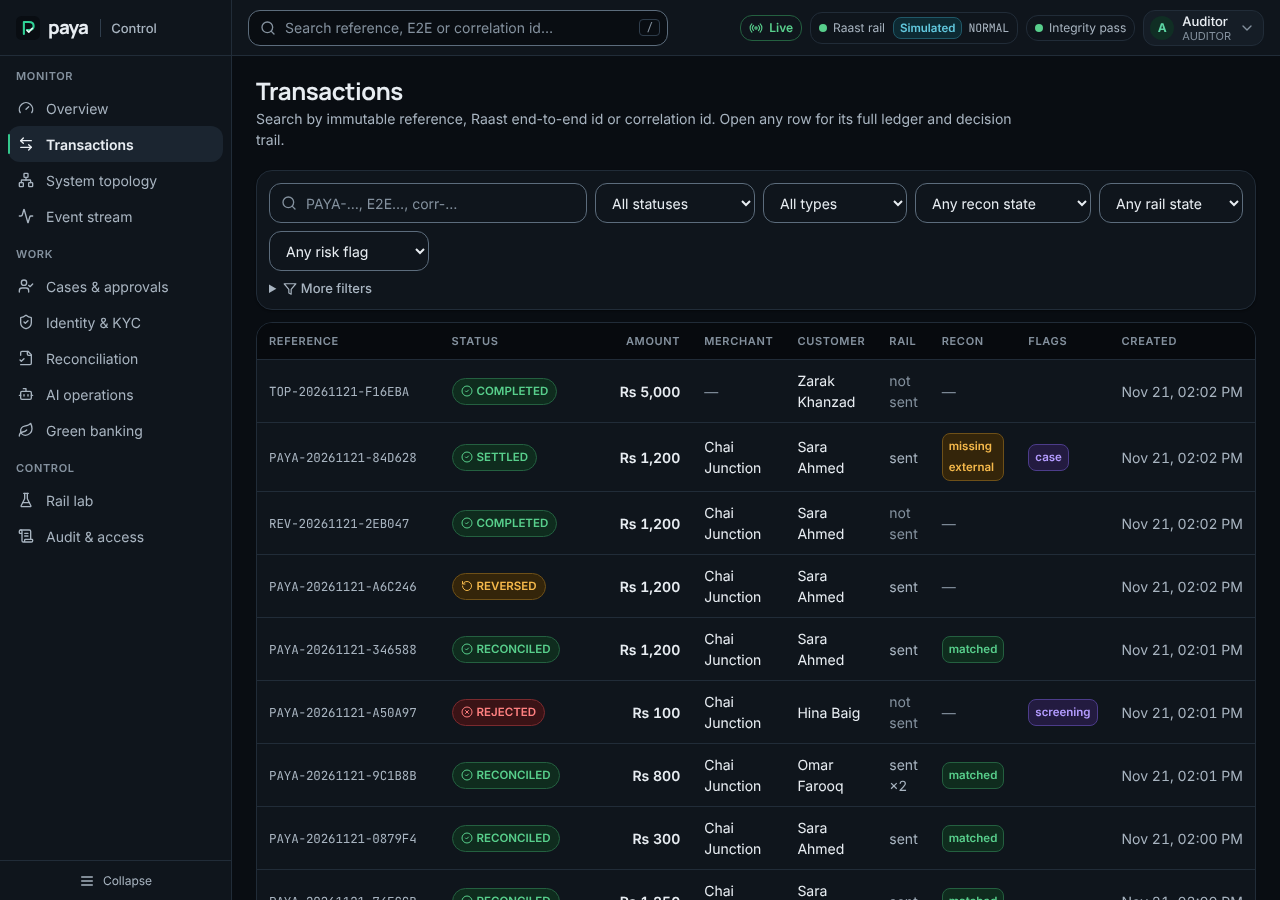 paya
Control
Search reference, E2E or correlation id...
/
Live
Raast rail
Simulated
NORMAL
Integrity pass
A
Auditor
AUDITOR
MONITOR
Overview
Transactions
System topology
Event stream
WORK
Cases & approvals
Identity & KYC
Reconciliation
AI operations
Green banking
CONTROL
Rail lab
Audit & access
Collapse
Transactions
Search by immutable reference, Raast end-to-end id or correlation id. Open any row for its full ledger and decision
trail.
PAYA-..., E2E..., corr-...
All statuses
All types
Any recon state
Any rail state
Any risk flag
More filters
REFERENCE STATUS AMOUNT MERCHANT CUSTOMER RAIL RECON FLAGS CREATED
TOP-20261121-F16EBA COMPLETED Rs 5,000 — Zarak Khanzad not sent — Nov 21, 02:02 PM
PAYA-20261121-84D628 SETTLED Rs 1,200 Chai Junction Sara Ahmed sent missing external case Nov 21, 02:02 PM
REV-20261121-2EB047 COMPLETED Rs 1,200 Chai Junction Sara Ahmed not sent — Nov 21, 02:02 PM
PAYA-20261121-A6C246 REVERSED Rs 1,200 Chai Junction Sara Ahmed sent — Nov 21, 02:02 PM
PAYA-20261121-346588 RECONCILED Rs 1,200 Chai Junction Sara Ahmed sent matched Nov 21, 02:01 PM
PAYA-20261121-A50A97 REJECTED Rs 100 Chai Junction Hina Baig not sent — screening Nov 21, 02:01 PM
PAYA-20261121-9C1B8B RECONCILED Rs 800 Chai Junction Omar Farooq sent ×2 matched Nov 21, 02:01 PM
PAYA-20261121-0879F4 RECONCILED Rs 300 Chai Junction Sara Ahmed sent matched Nov 21, 02:00 PM
Chai Sara